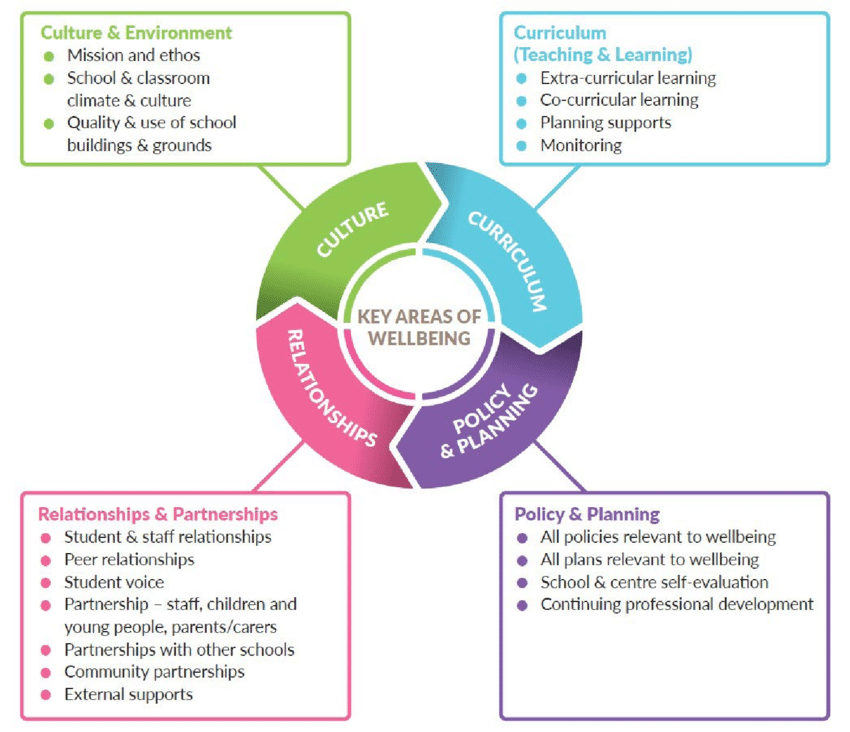 Culture & Environment
Mission and ethos
School & classroom
climate & culture
Quality & use of school
buildings & grounds
Curriculum
(Teaching & Learning)
Extra-curricular learning
Co-curricular learning
Planning supports
Monitoring
CULTURE
CURRICULUM
KEY AREAS OF
WELLBEING
RELATIONSHIPS
POLICY
& PLANNING
Relationships & Partnerships
Student & staff relationships
Peer relationships
Student voice
Partnership – staff, children and
young people, parents/carers
Partnerships with other schools
Community partnerships
External supports
Policy & Planning
All policies relevant to wellbeing
All plans relevant to wellbeing
School & centre self-evaluation
Continuing professional development